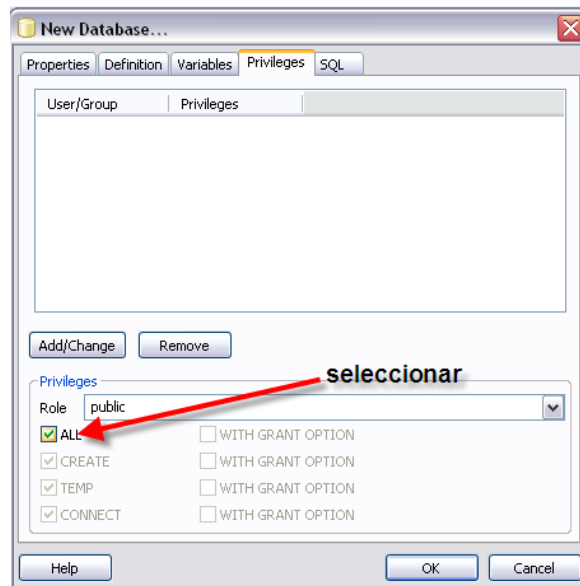 New Database...
Properties Definition Variables Privileges SQL
User/Group Privileges
Add/Change Remove
seleccionar
Privileges
Role public
ALL WITH GRANT OPTION
CREATE WITH GRANT OPTION
TEMP WITH GRANT OPTION
CONNECT WITH GRANT OPTION
Help OK Cancel